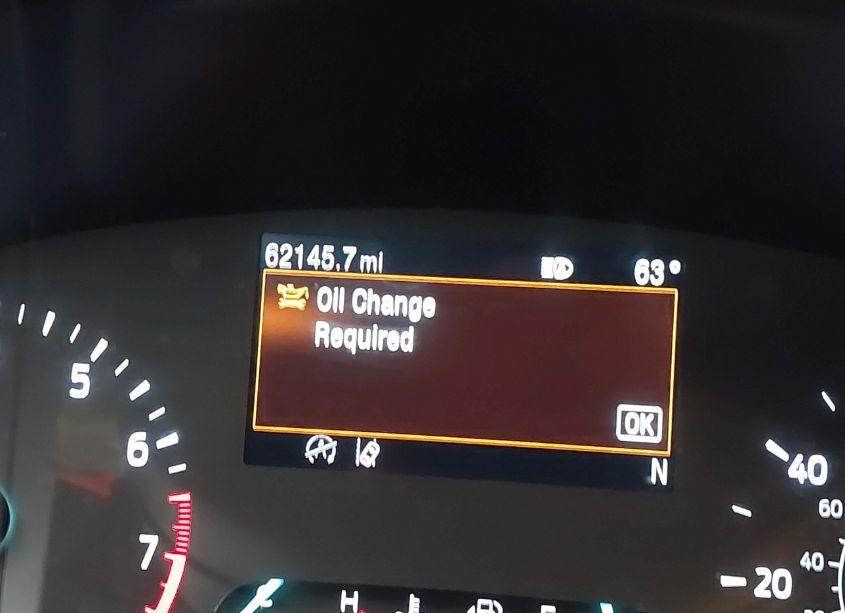 62145.7 mi 63°
Oil Change
Required
OK
N
5
6
7
40
60
40
20
H